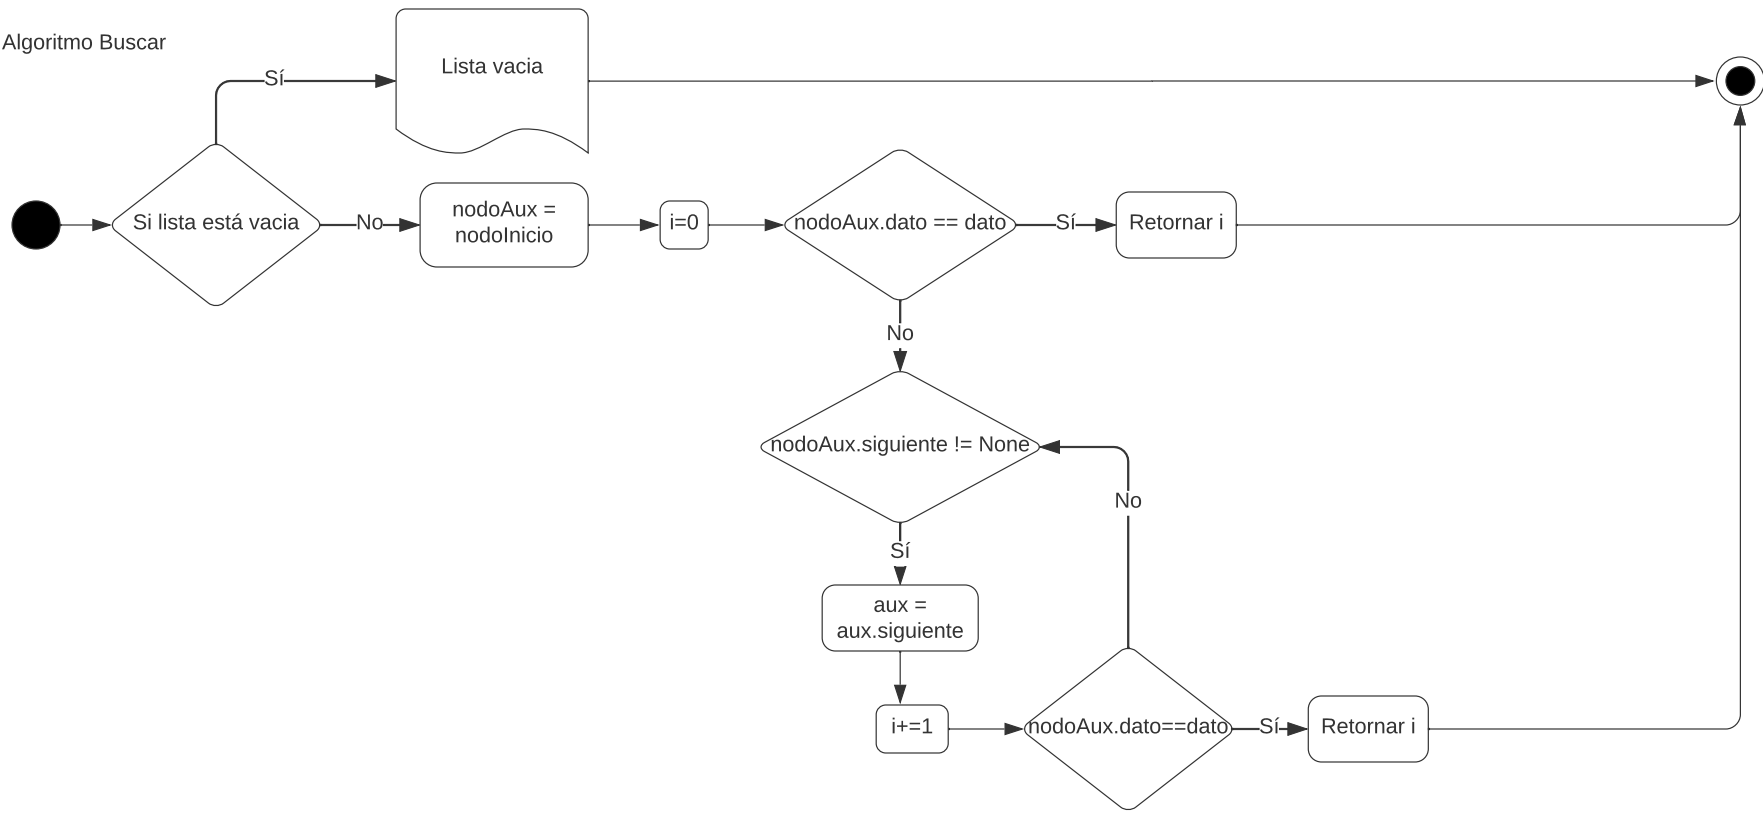 Algoritmo Buscar
Sí
Lista vacia
Si lista está vacia
No
nodoAux =
nodoInicio
i=0
nodoAux.dato == dato
Sí
Retornar i
No
nodoAux.siguiente != None
No
Sí
aux =
aux.siguiente
i+=1
nodoAux.dato==dato
Sí
Retornar i